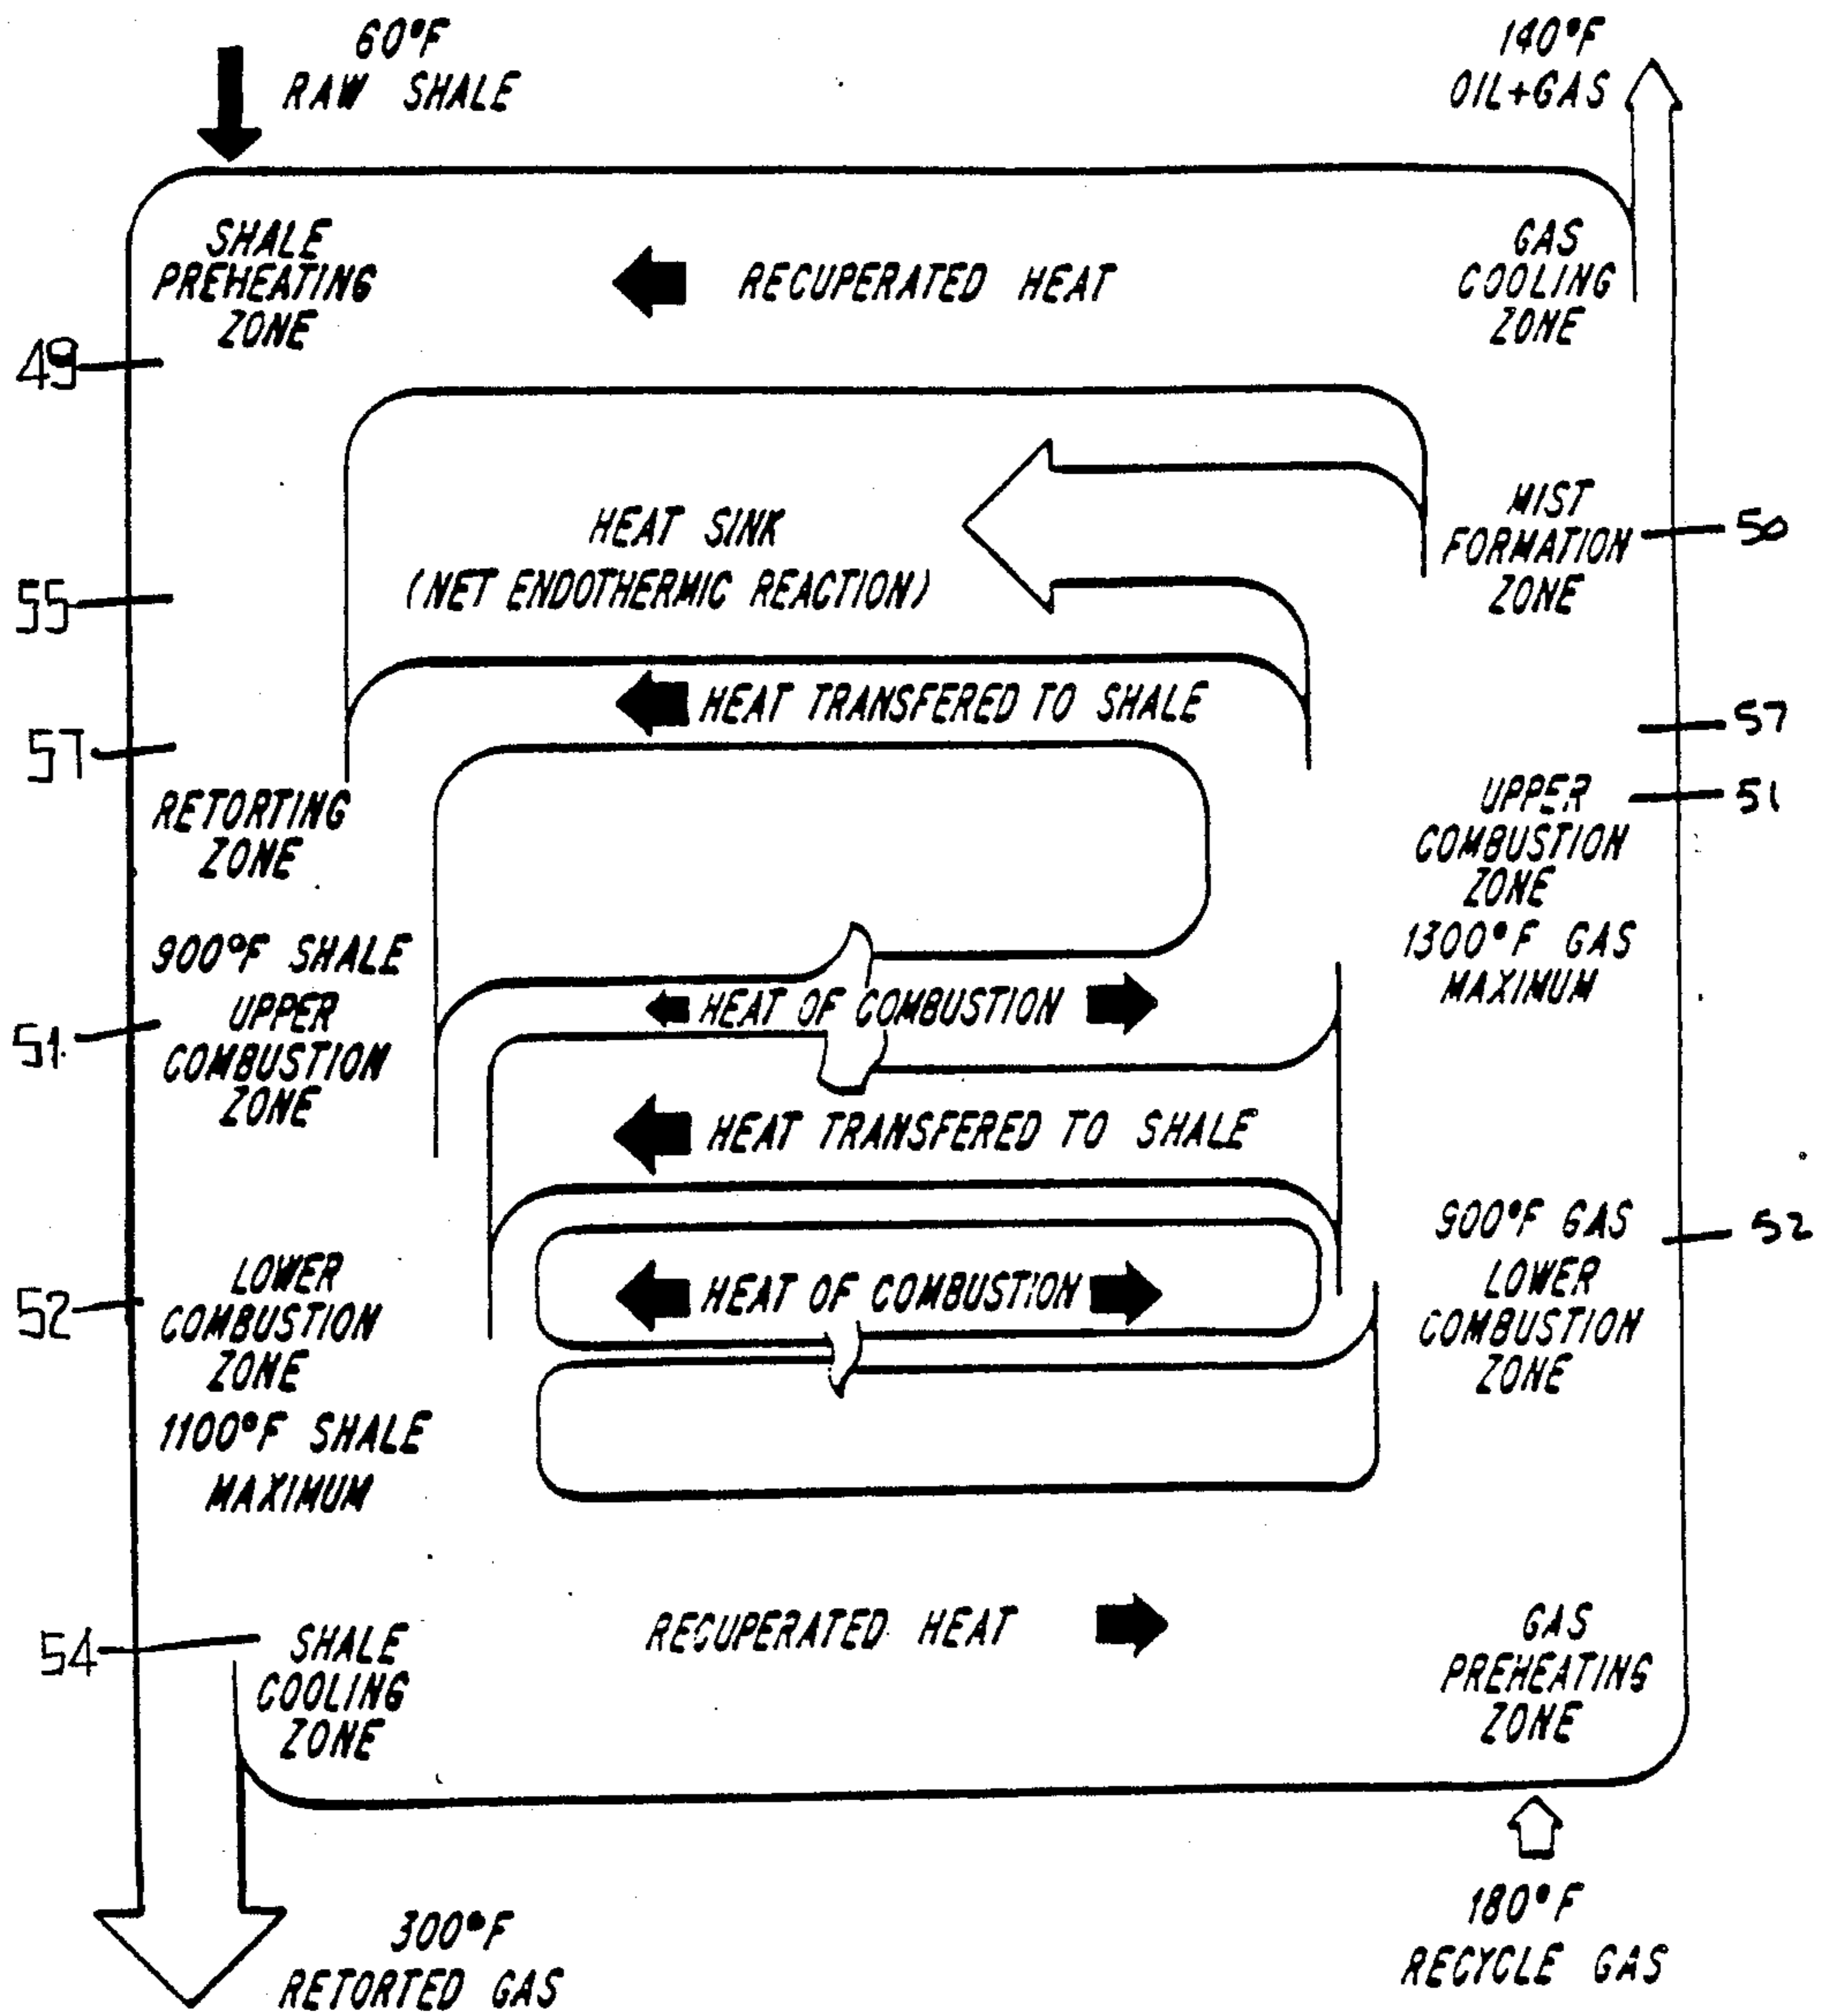 60°F
RAW SHALE
140°F
OIL+GAS
SHALE
PREHEATING
ZONE
RECUPERATED HEAT
GAS
COOLING
ZONE
49
HEAT SINK
(NET ENDOTHERMIC REACTION)
MIST
FORMATION
ZONE
50
55
HEAT TRANSFERED TO SHALE
57
57
RETORTING
ZONE
UPPER
COMBUSTION
ZONE
1300°F GAS
MAXIMUM
51
900°F SHALE
UPPER
COMBUSTION
ZONE
51
HEAT OF COMBUSTION
HEAT TRANSFERED TO SHALE
900°F GAS
LOWER
COMBUSTION
ZONE
52
LOWER
COMBUSTION
ZONE
1100°F SHALE
MAXIMUM
52
HEAT OF COMBUSTION
RECUPERATED HEAT
54
SHALE
COOLING
ZONE
GAS
PREHEATING
ZONE
300°F
RETORTED GAS
180°F
RECYCLE GAS